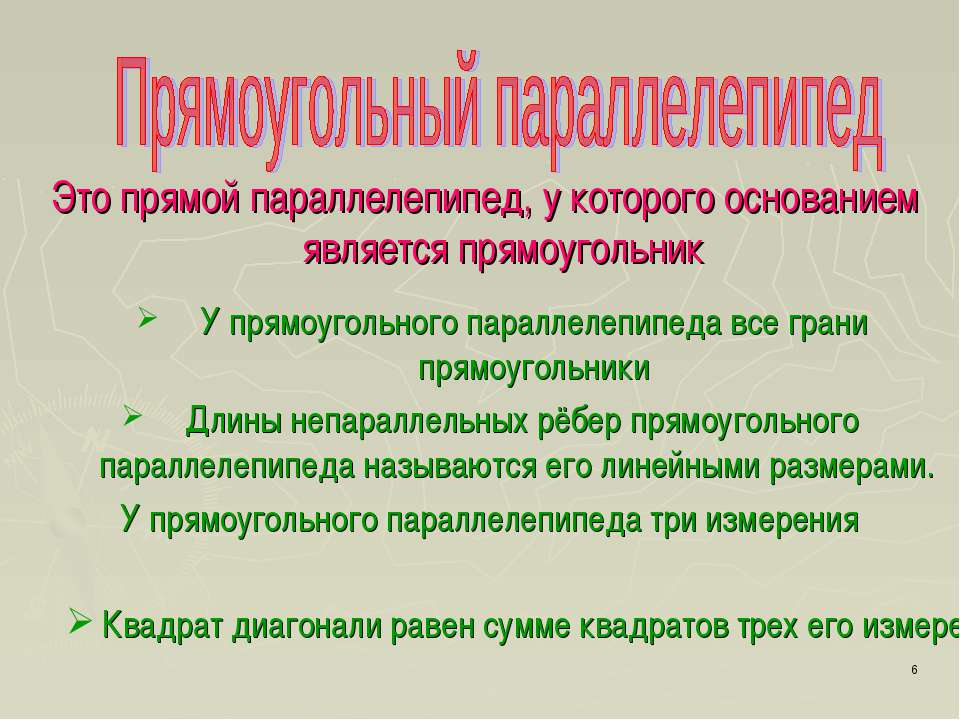 Прямоугольный параллелепипед
Это прямой параллелепипед, у которого основанием
является прямоугольник
У прямоугольного параллелепипеда все грани
прямоугольники
Длины непараллельных рёбер прямоугольного
параллелепипеда называются его линейными размерами.
У прямоугольного параллелепипеда три измерения
Квадрат диагонали равен сумме квадратов трех его измере
6